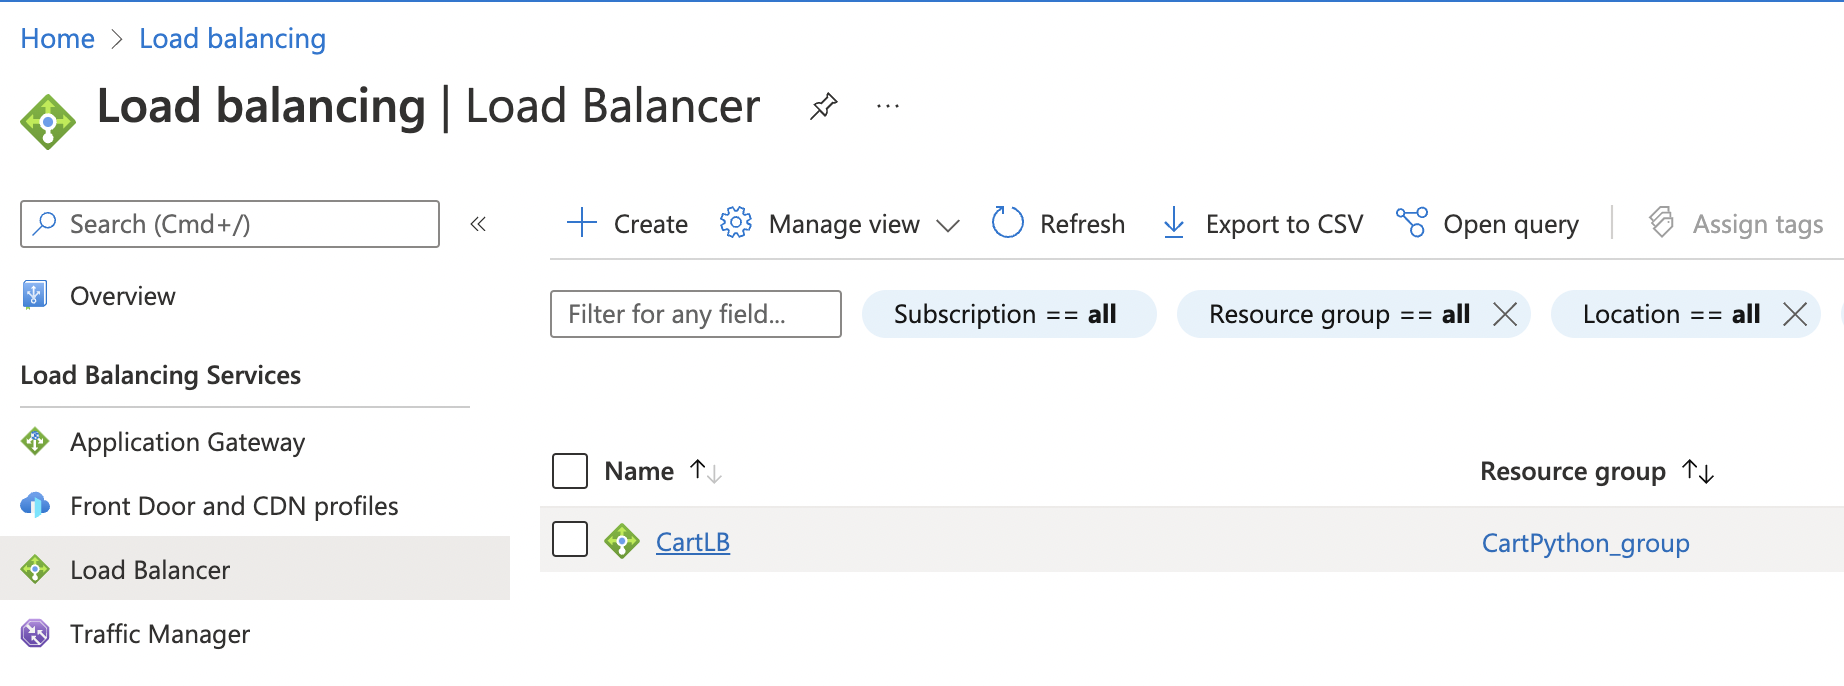 Home > Load balancing
Load balancing | Load Balancer ...
Search (Cmd+/) «
Overview
Load Balancing Services
Application Gateway
Front Door and CDN profiles
Load Balancer
Traffic Manager
Create Manage view Refresh Export to CSV Open query Assign tags
Filter for any field... Subscription == all Resource group == all Location == all
Name Resource group
CartLB CartPython_group